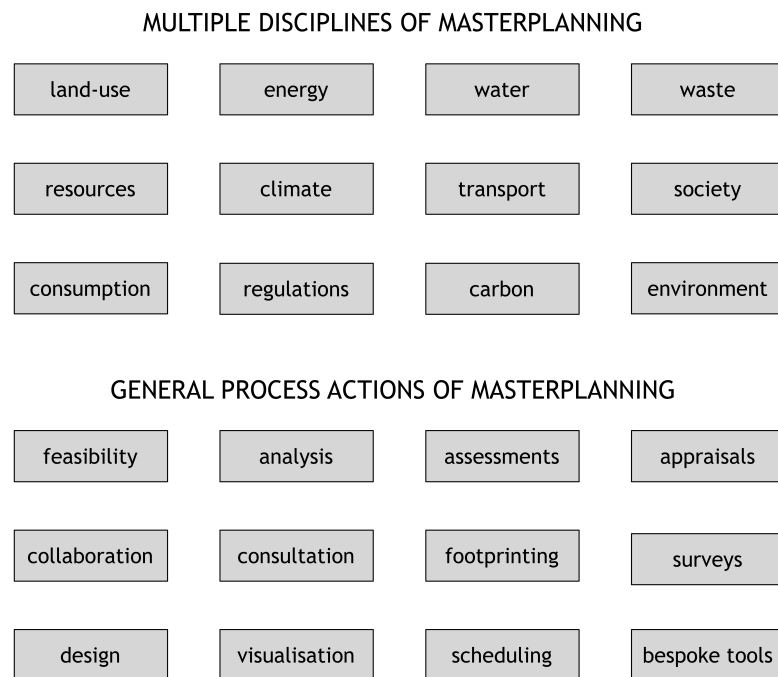 MULTIPLE DISCIPLINES OF MASTERPLANNING
land-use energy water waste
resources climate transport society
consumption regulations carbon environment
GENERAL PROCESS ACTIONS OF MASTERPLANNING
feasibility analysis assessments appraisals
collaboration consultation footprinting surveys
design visualisation scheduling bespoke tools